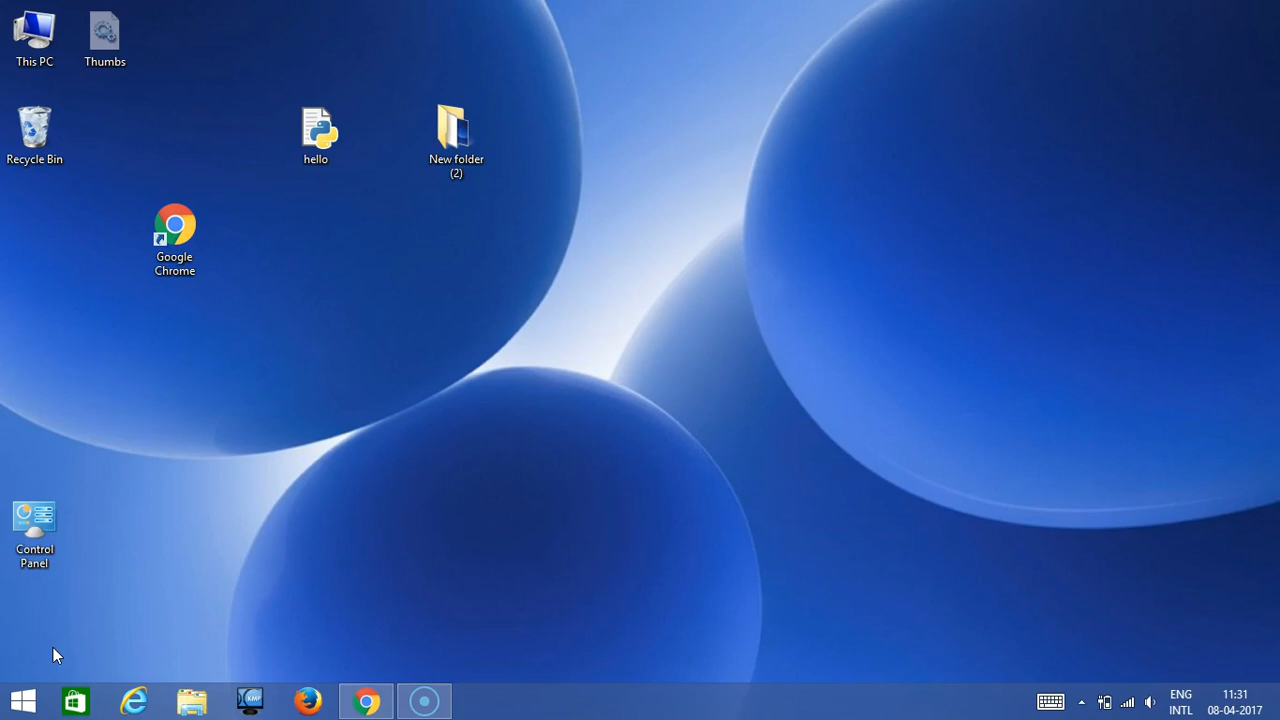 This PC
Thumbs
Recycle Bin
hello
New folder
(2)
Google
Chrome
Control
Panel
KMP
ENG
INTL
11:31
08-04-2017